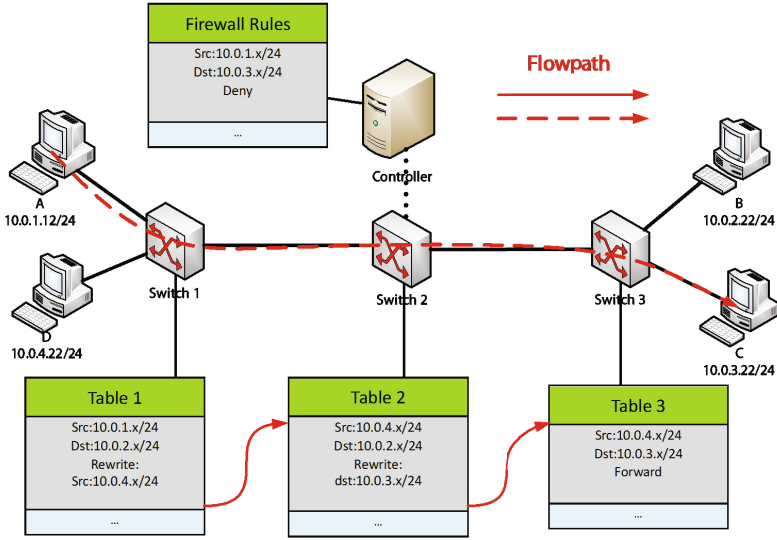 Firewall Rules
Src:10.0.1.x/24
Dst:10.0.3.x/24
Deny
...
Flowpath
Controller
A
10.0.1.12/24
B
10.0.2.22/24
Switch 1
Switch 2
Switch 3
D
10.0.4.22/24
C
10.0.3.22/24
Table 1
Src:10.0.1.x/24
Dst:10.0.2.x/24
Rewrite:
Src:10.0.4.x/24
...
Table 2
Src:10.0.4.x/24
Dst:10.0.2.x/24
Rewrite:
dst:10.0.3.x/24
...
Table 3
Src:10.0.4.x/24
Dst:10.0.3.x/24
Forward
...